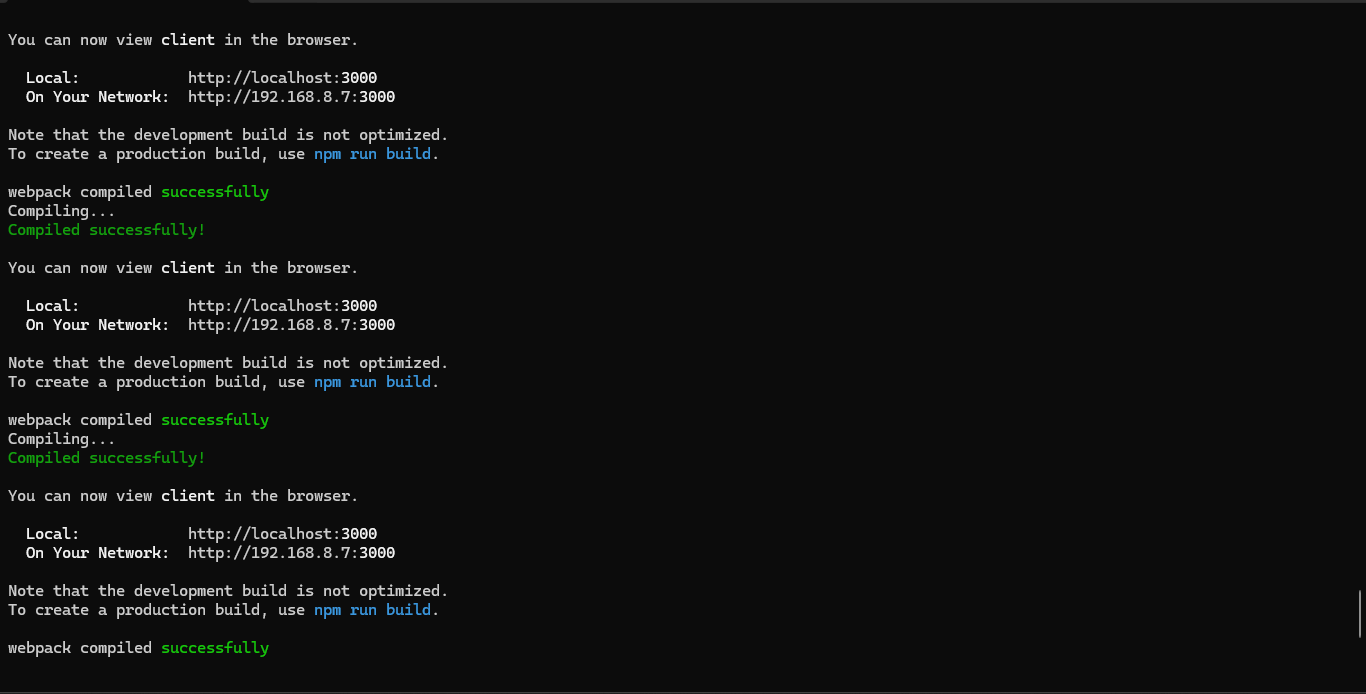 You can now view client in the browser.
Local: http://localhost:3000
On Your Network: http://192.168.8.7:3000
Note that the development build is not optimized.
To create a production build, use npm run build.
webpack compiled successfully
Compiling...
Compiled successfully!
You can now view client in the browser.
Local: http://localhost:3000
On Your Network: http://192.168.8.7:3000
Note that the development build is not optimized.
To create a production build, use npm run build.
webpack compiled successfully
Compiling...
Compiled successfully!
You can now view client in the browser.
Local: http://localhost:3000
On Your Network: http://192.168.8.7:3000
Note that the development build is not optimized.
To create a production build, use npm run build.
webpack compiled successfully